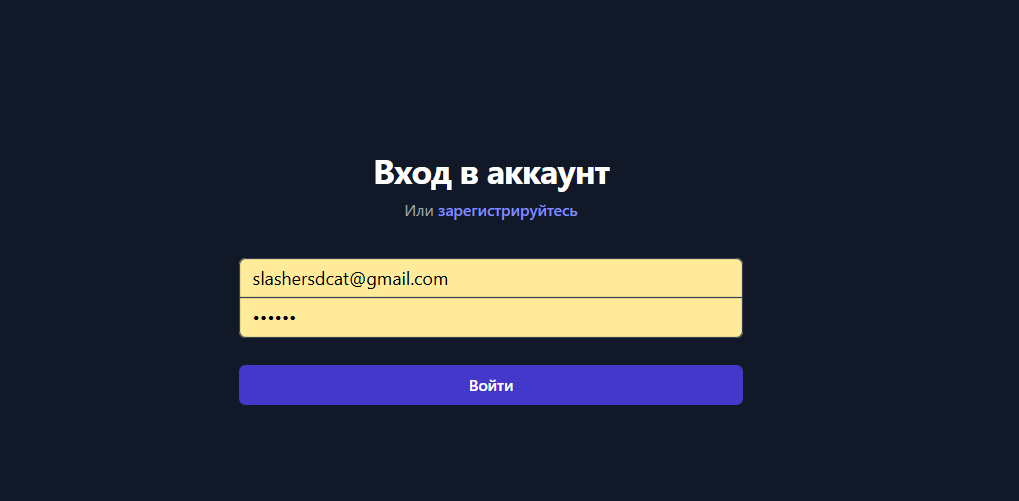 Вход в аккаунт
Или зарегистрируйтесь
slashersdcat@gmail.com
••••••
Войти